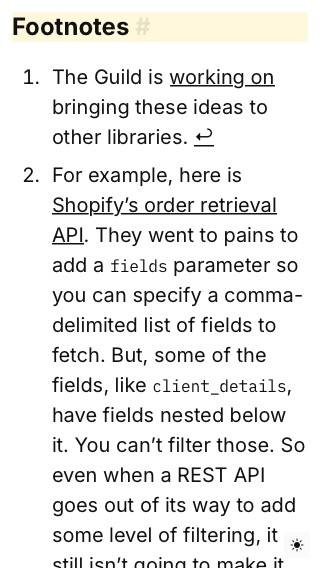 Footnotes #
1. The Guild is working on
bringing these ideas to
other libraries. ↩
2. For example, here is
Shopify’s order retrieval
API. They went to pains to
add a fields parameter so
you can specify a comma-
delimited list of fields to
fetch. But, some of the
fields, like client_details,
have fields nested below
it. You can’t filter those. So
even when a REST API
goes out of its way to add
some level of filtering, it
still isn’t going to make it